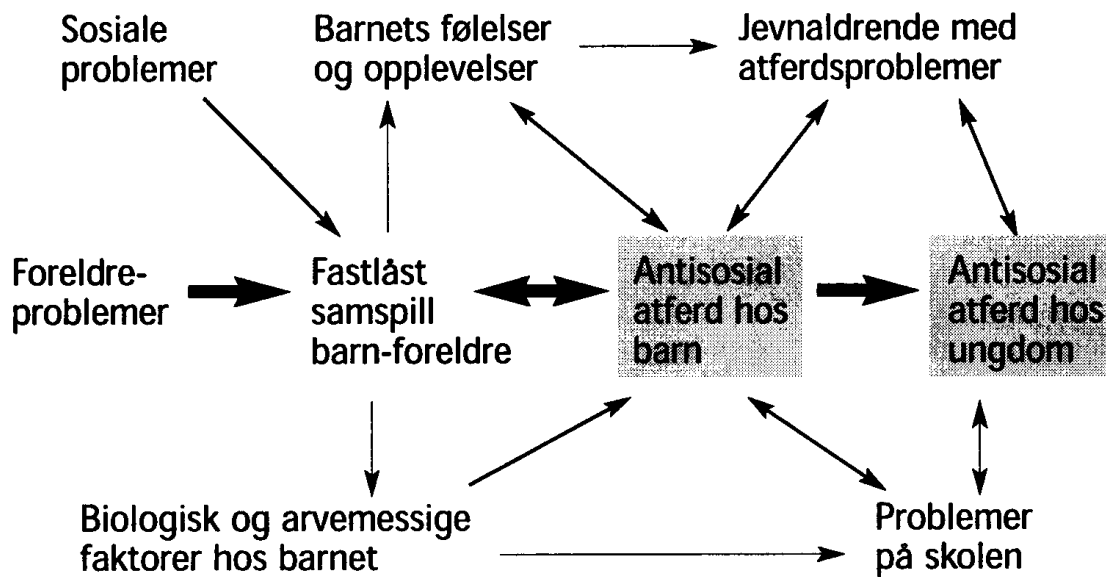 Sosiale
problemer
Barnets følelser
og opplevelser
Jevnaldrende med
atferdsproblemer
Foreldre-
problemer
Fastlåst
samspill
barn-foreldre
Antisosial
atferd hos
barn
Antisosial
atferd hos
ungdom
Biologisk og arvemessige
faktorer hos barnet
Problemer
på skolen